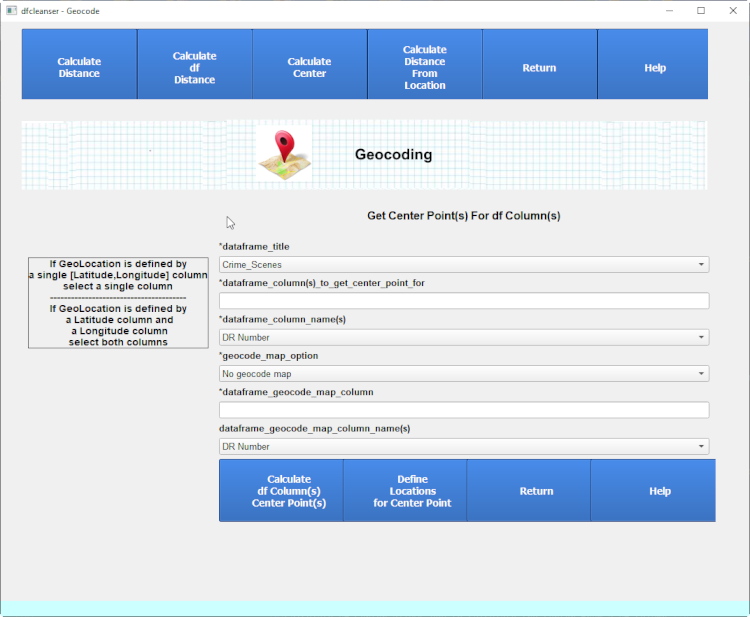 dfcleanser - Geocode
Calculate
Distance
Calculate
df
Distance
Calculate
Center
Calculate
Distance
From
Location
Return
Help
Geocoding
Get Center Point(s) For df Column(s)
If GeoLocation is defined by
a single [Latitude,Longitude] column
select a single column
---------------------------------------
If GeoLocation is defined by
a Latitude column and
a Longitude column
select both columns
*dataframe_title
Crime_Scenes
*dataframe_column(s)_to_get_center_point_for
*dataframe_column_name(s)
DR Number
*geocode_map_option
No geocode map
*dataframe_geocode_map_column
dataframe_geocode_map_column_name(s)
DR Number
Calculate
df Column(s)
Center Point(s)
Define
Locations
for Center Point
Return
Help